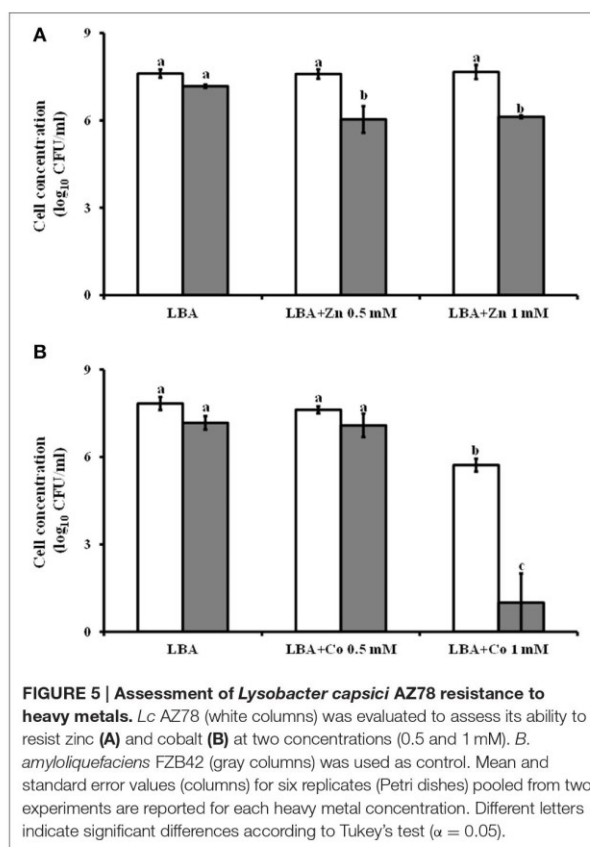 A
9
6
3
0
Cell concentration
(log10 CFU/ml)
a
a
a
b
a
b
LBA
LBA+Zn 0.5 mM
LBA+Zn 1 mM
B
9
6
3
0
Cell concentration
(log10 CFU/ml)
a
a
a
a
b
c
LBA
LBA+Co 0.5 mM
LBA+Co 1 mM
FIGURE 5 | Assessment of Lysobacter capsici AZ78 resistance to
heavy metals. Lc AZ78 (white columns) was evaluated to assess its ability to
resist zinc (A) and cobalt (B) at two concentrations (0.5 and 1 mM). B.
amyloliquefaciens FZB42 (gray columns) was used as control. Mean and
standard error values (columns) for six replicates (Petri dishes) pooled from two
experiments are reported for each heavy metal concentration. Different letters
indicate significant differences according to Tukey's test (α = 0.05).